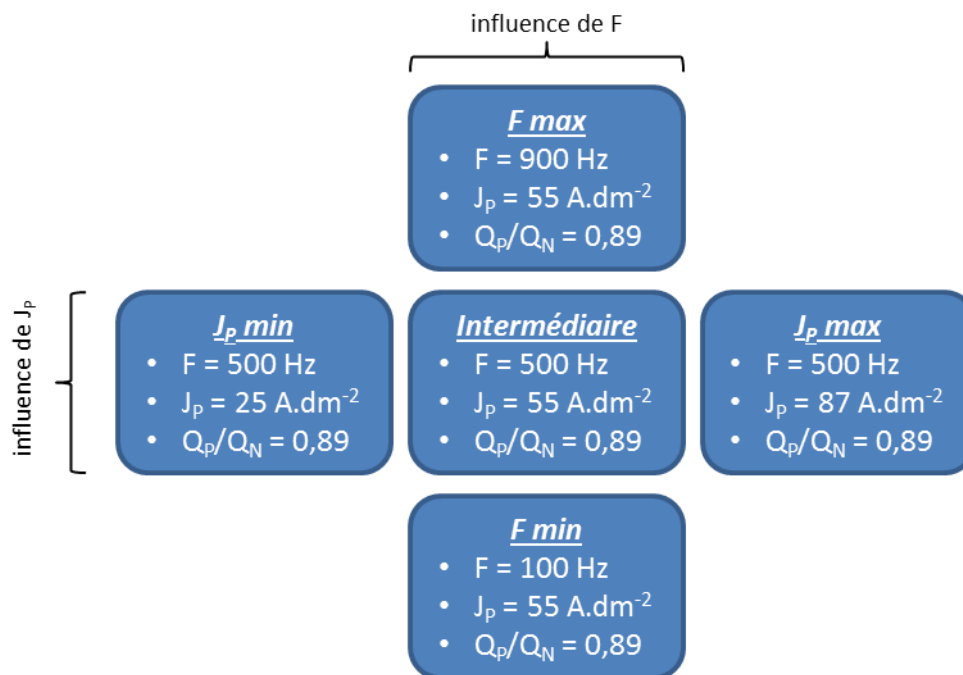 influence de F
F max
• F = 900 Hz
• J_P = 55 A.dm⁻²
• Q_P/Q_N = 0,89
influence de J_P
J_P min
• F = 500 Hz
• J_P = 25 A.dm⁻²
• Q_P/Q_N = 0,89
Intermédiaire
• F = 500 Hz
• J_P = 55 A.dm⁻²
• Q_P/Q_N = 0,89
J_P max
• F = 500 Hz
• J_P = 87 A.dm⁻²
• Q_P/Q_N = 0,89
F min
• F = 100 Hz
• J_P = 55 A.dm⁻²
• Q_P/Q_N = 0,89